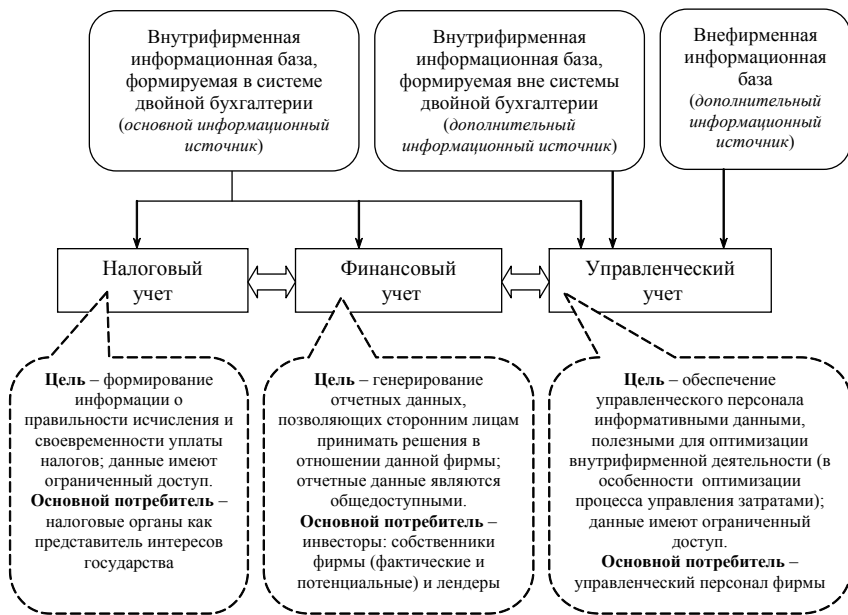 Внутрифирменная
информационная база,
формируемая в системе
двойной бухгалтерии
(основной информационный
источник)
Внутрифирменная
информационная база,
формируемая вне системы
двойной бухгалтерии
(дополнительный
информационный источник)
Внефирменная
информационная
база
(дополнительный
информационный
источник)
Налоговый
учет
Финансовый
учет
Управленческий
учет
Цель – формирование
информации о
правильности исчисления и
своевременности уплаты
налогов; данные имеют
ограниченный доступ.
Основной потребитель –
налоговые органы как
представитель интересов
государства
Цель – генерирование
отчетных данных,
позволяющих сторонним лицам
принимать решения в
отношении данной фирмы;
отчетные данные являются
общедоступными.
Основной потребитель –
инвесторы: собственники
фирмы (фактические и
потенциальные) и лендеры
Цель – обеспечение
управленческого персонала
информативными данными,
полезными для оптимизации
внутрифирменной деятельности (в
особенности оптимизации
процесса управления затратами);
данные имеют ограниченный
доступ.
Основной потребитель –
управленческий персонал фирмы